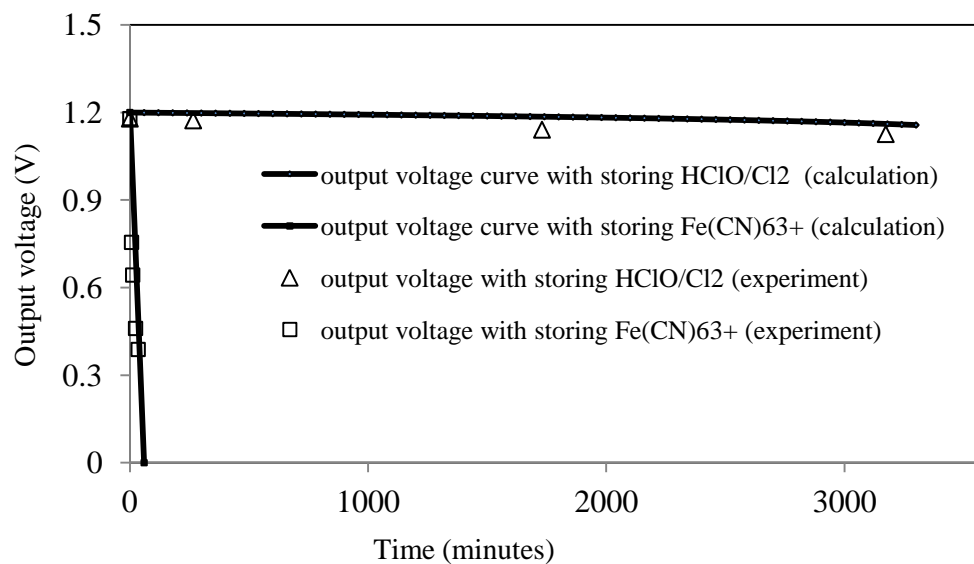 1.5
1.2
0.9
0.6
0.3
0
Output voltage (V)
output voltage curve with storing HClO/Cl2 (calculation)
output voltage curve with storing Fe(CN)63+ (calculation)
output voltage with storing HClO/Cl2 (experiment)
output voltage with storing Fe(CN)63+ (experiment)
0
1000
2000
3000
Time (minutes)